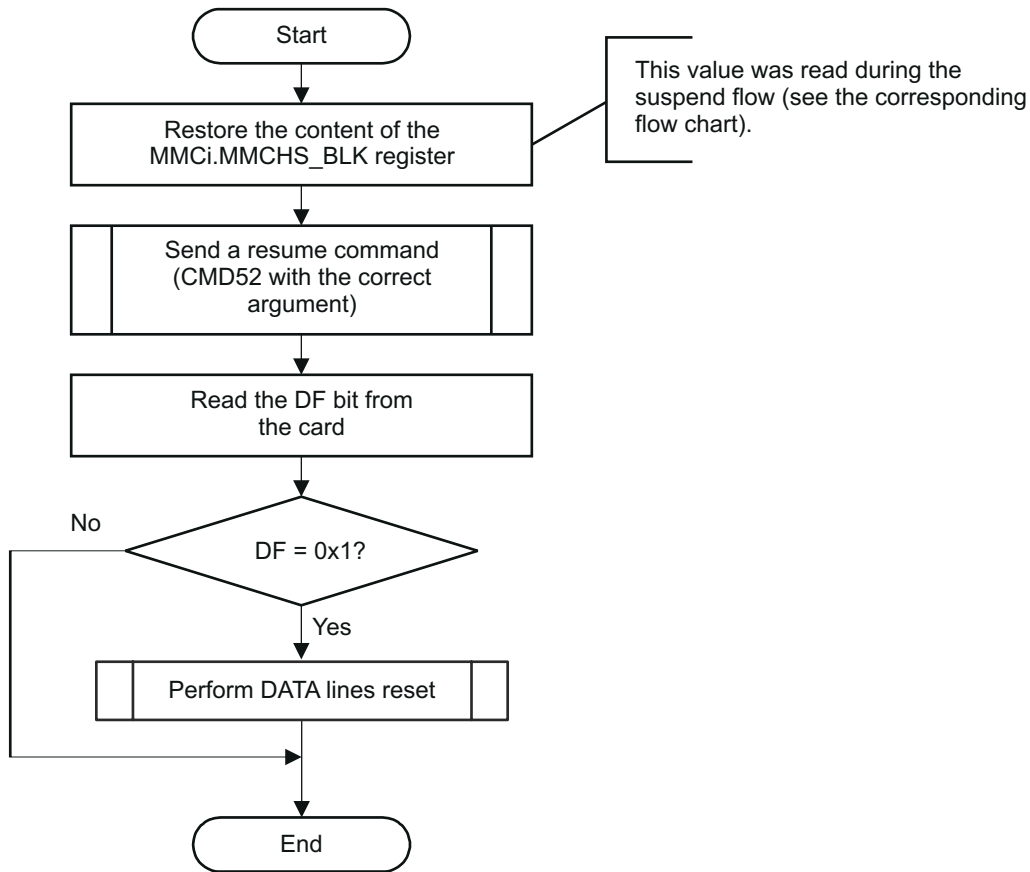 Start
This value was read during the
suspend flow (see the corresponding
flow chart).
Restore the content of the
MMCi.MMCHS_BLK register
Send a resume command
(CMD52 with the correct
argument)
Read the DF bit from
the card
No
DF = 0x1?
Yes
Perform DATA lines reset
End